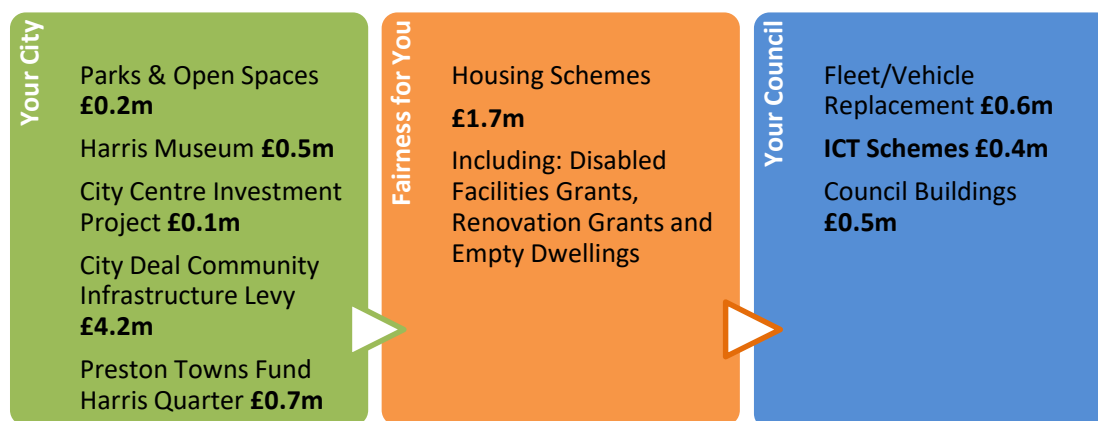 Your City
Parks & Open Spaces
£0.2m
Harris Museum £0.5m
City Centre Investment
Project £0.1m
City Deal Community
Infrastructure Levy
£4.2m
Preston Towns Fund
Harris Quarter £0.7m
Fairness for You
Housing Schemes
£1.7m
Including: Disabled
Facilities Grants,
Renovation Grants and
Empty Dwellings
Your Council
Fleet/Vehicle
Replacement £0.6m
ICT Schemes £0.4m
Council Buildings
£0.5m